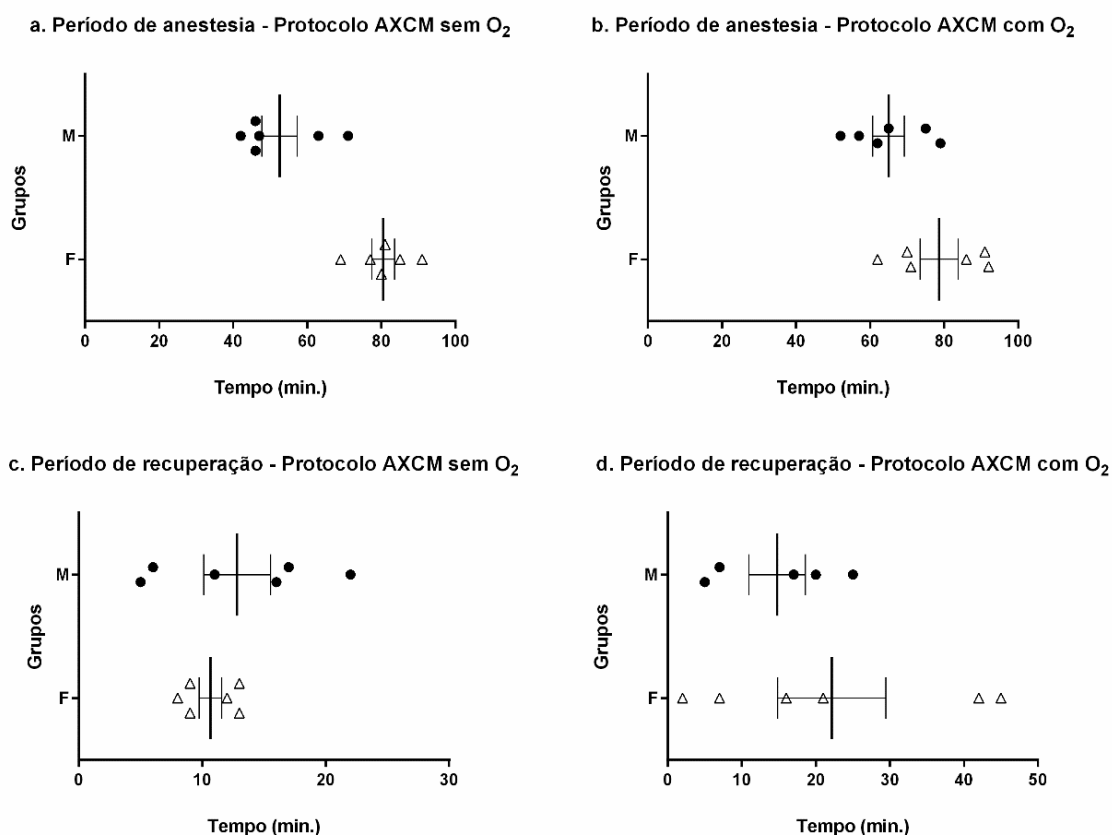 a. Período de anestesia - Protocolo AXCM sem O₂
b. Período de anestesia - Protocolo AXCM com O₂
Grupos
M
F
0 20 40 60 80 100
Tempo (min.)
Grupos
M
F
0 20 40 60 80 100
Tempo (min.)
c. Período de recuperação - Protocolo AXCM sem O₂
d. Período de recuperação - Protocolo AXCM com O₂
Grupos
M
F
0 10 20 30
Tempo (min.)
Grupos
M
F
0 10 20 30 40 50
Tempo (min.)